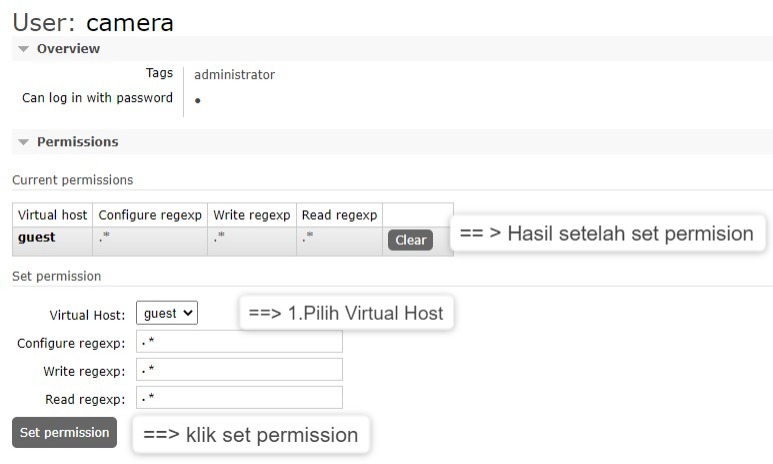 User: camera
Overview
Tags administrator
Can log in with password •
Permissions
Current permissions
Virtual host Configure regexp Write regexp Read regexp
guest .* .* .* Clear == > Hasil setelah set permision
Set permission
Virtual Host: guest ==> 1.Pilih Virtual Host
Configure regexp: .*
Write regexp: .*
Read regexp: .*
Set permission ==> klik set permission